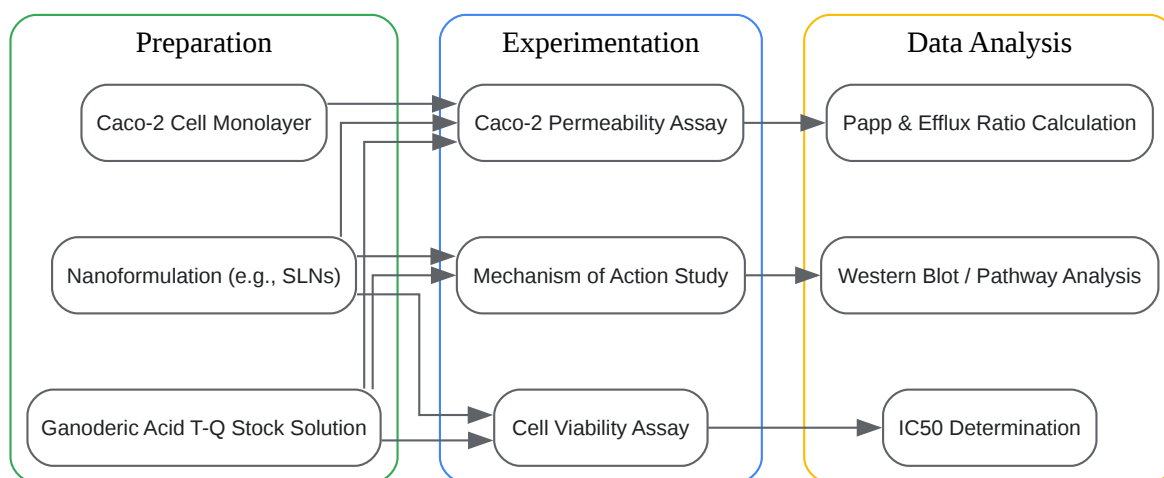 Preparation
Experimentation
Data Analysis
Caco-2 Cell Monolayer
Caco-2 Permeability Assay
Papp & Efflux Ratio Calculation
Nanoformulation (e.g., SLNs)
Mechanism of Action Study
Western Blot / Pathway Analysis
Ganoderic Acid T-Q Stock Solution
Cell Viability Assay
IC50 Determination